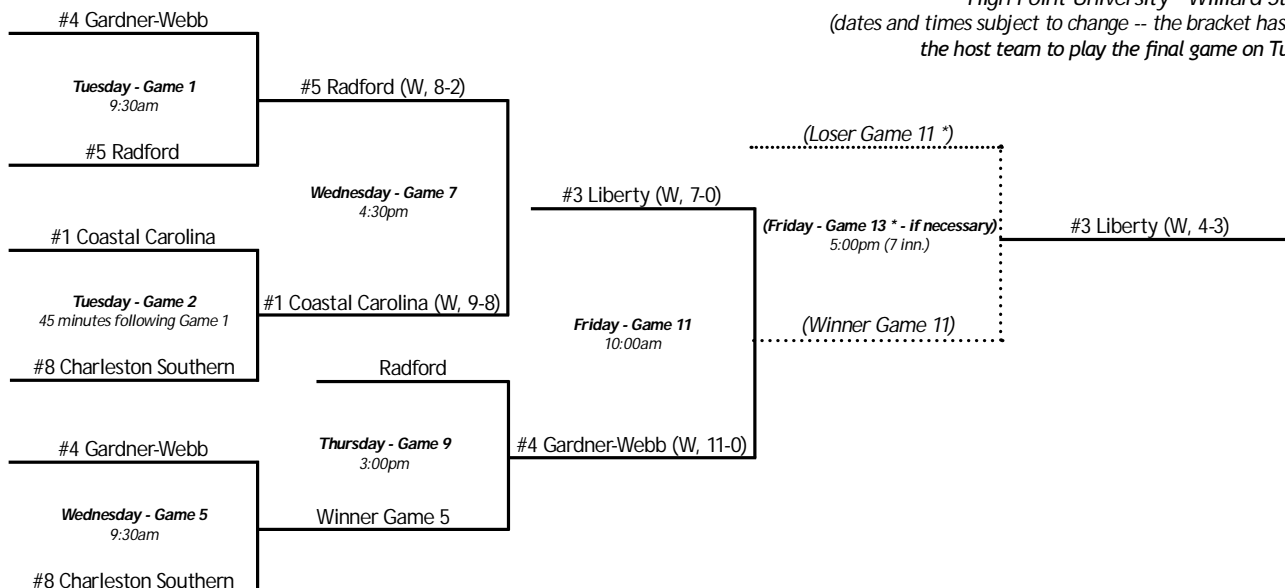 High Point University - Willard
(dates and times subject to change -- the bracket has
the host team to play the final game on Tu
#4 Gardner-Webb
Tuesday - Game 1
9:30am
#5 Radford
#5 Radford (W, 8-2)
Wednesday - Game 7
4:30pm
#1 Coastal Carolina
Tuesday - Game 2
45 minutes following Game 1
#8 Charleston Southern
#1 Coastal Carolina (W, 9-8)
#3 Liberty (W, 7-0)
Friday - Game 11
10:00am
(Loser Game 11 *)
(Friday - Game 13 * - if necessary)
5:00pm (7 inn.)
(Winner Game 11)
#3 Liberty (W, 4-3)
Radford
Thursday - Game 9
3:00pm
Winner Game 5
#4 Gardner-Webb (W, 11-0)
#4 Gardner-Webb
Wednesday - Game 5
9:30am
#8 Charleston Southern